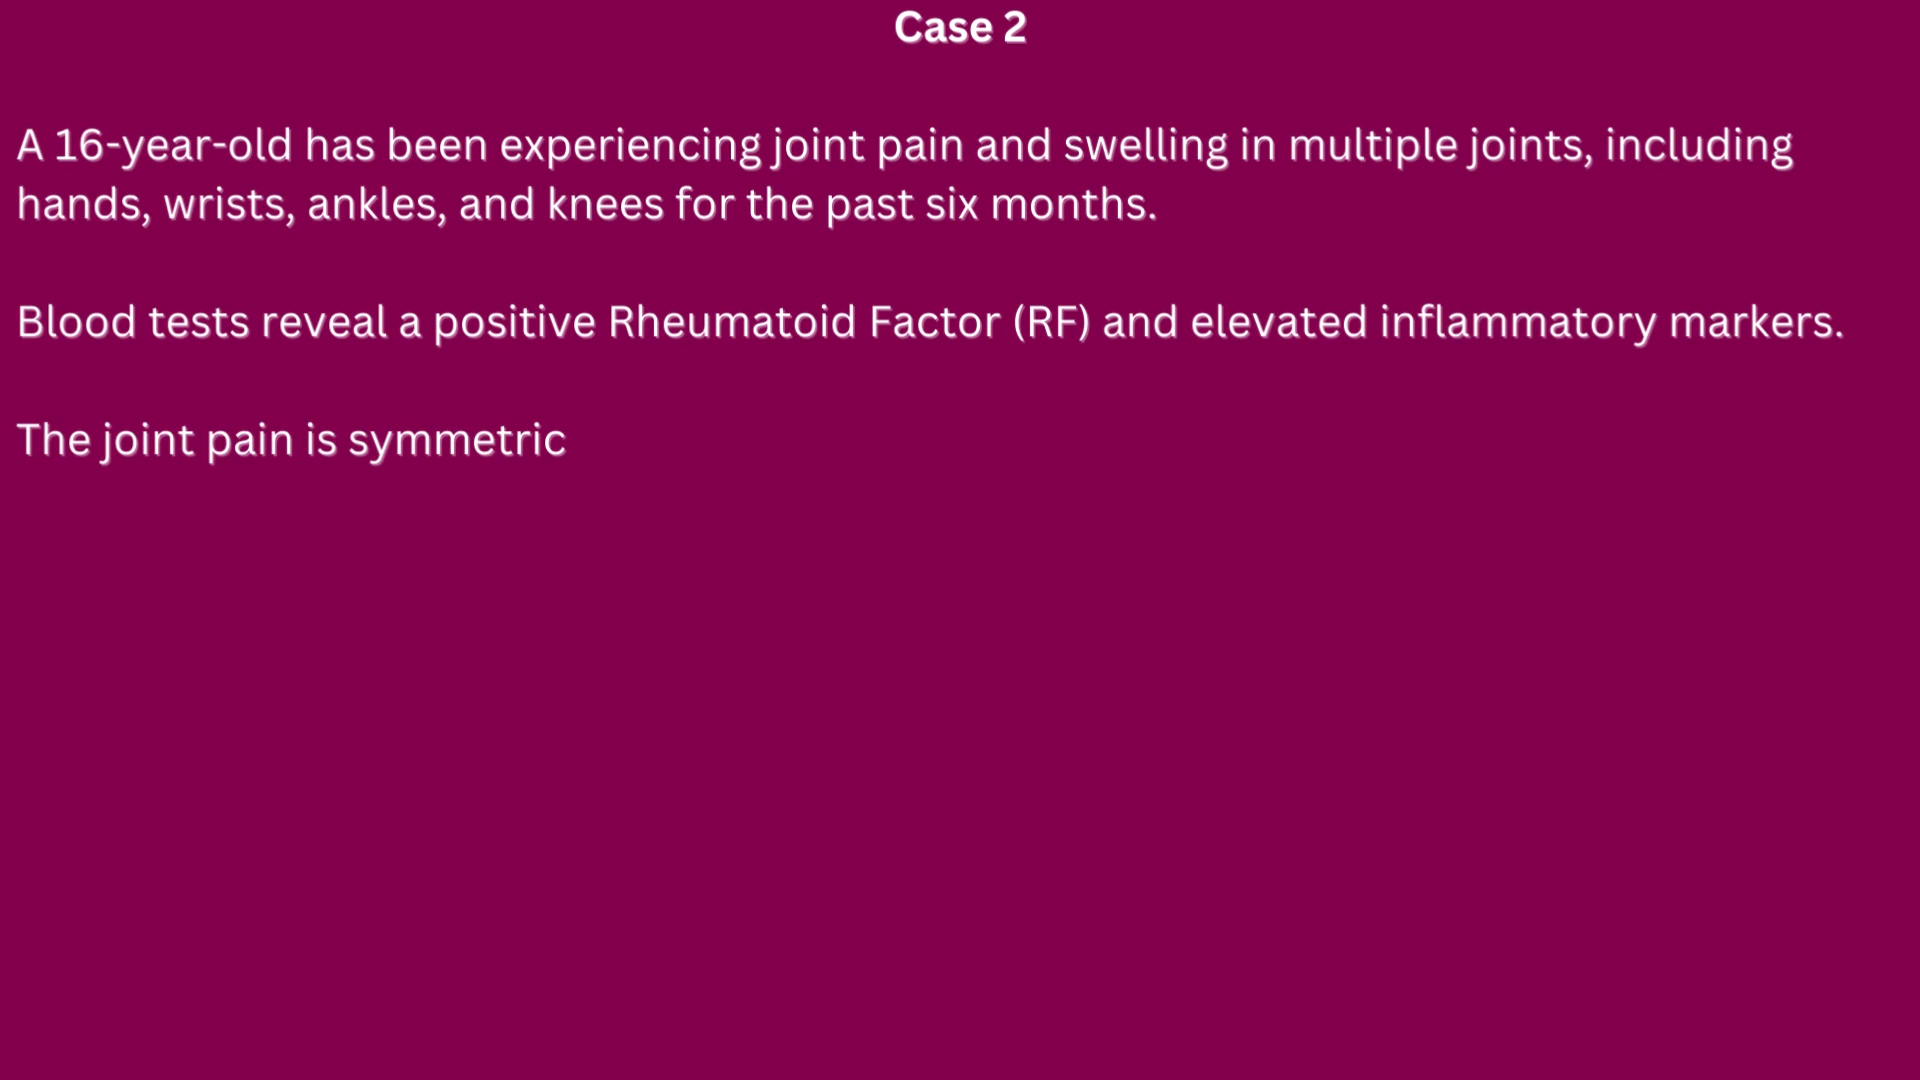 Case 2
A 16-year-old has been experiencing joint pain and swelling in multiple joints, including
hands, wrists, ankles, and knees for the past six months.
Blood tests reveal a positive Rheumatoid Factor (RF) and elevated inflammatory markers.
The joint pain is symmetric